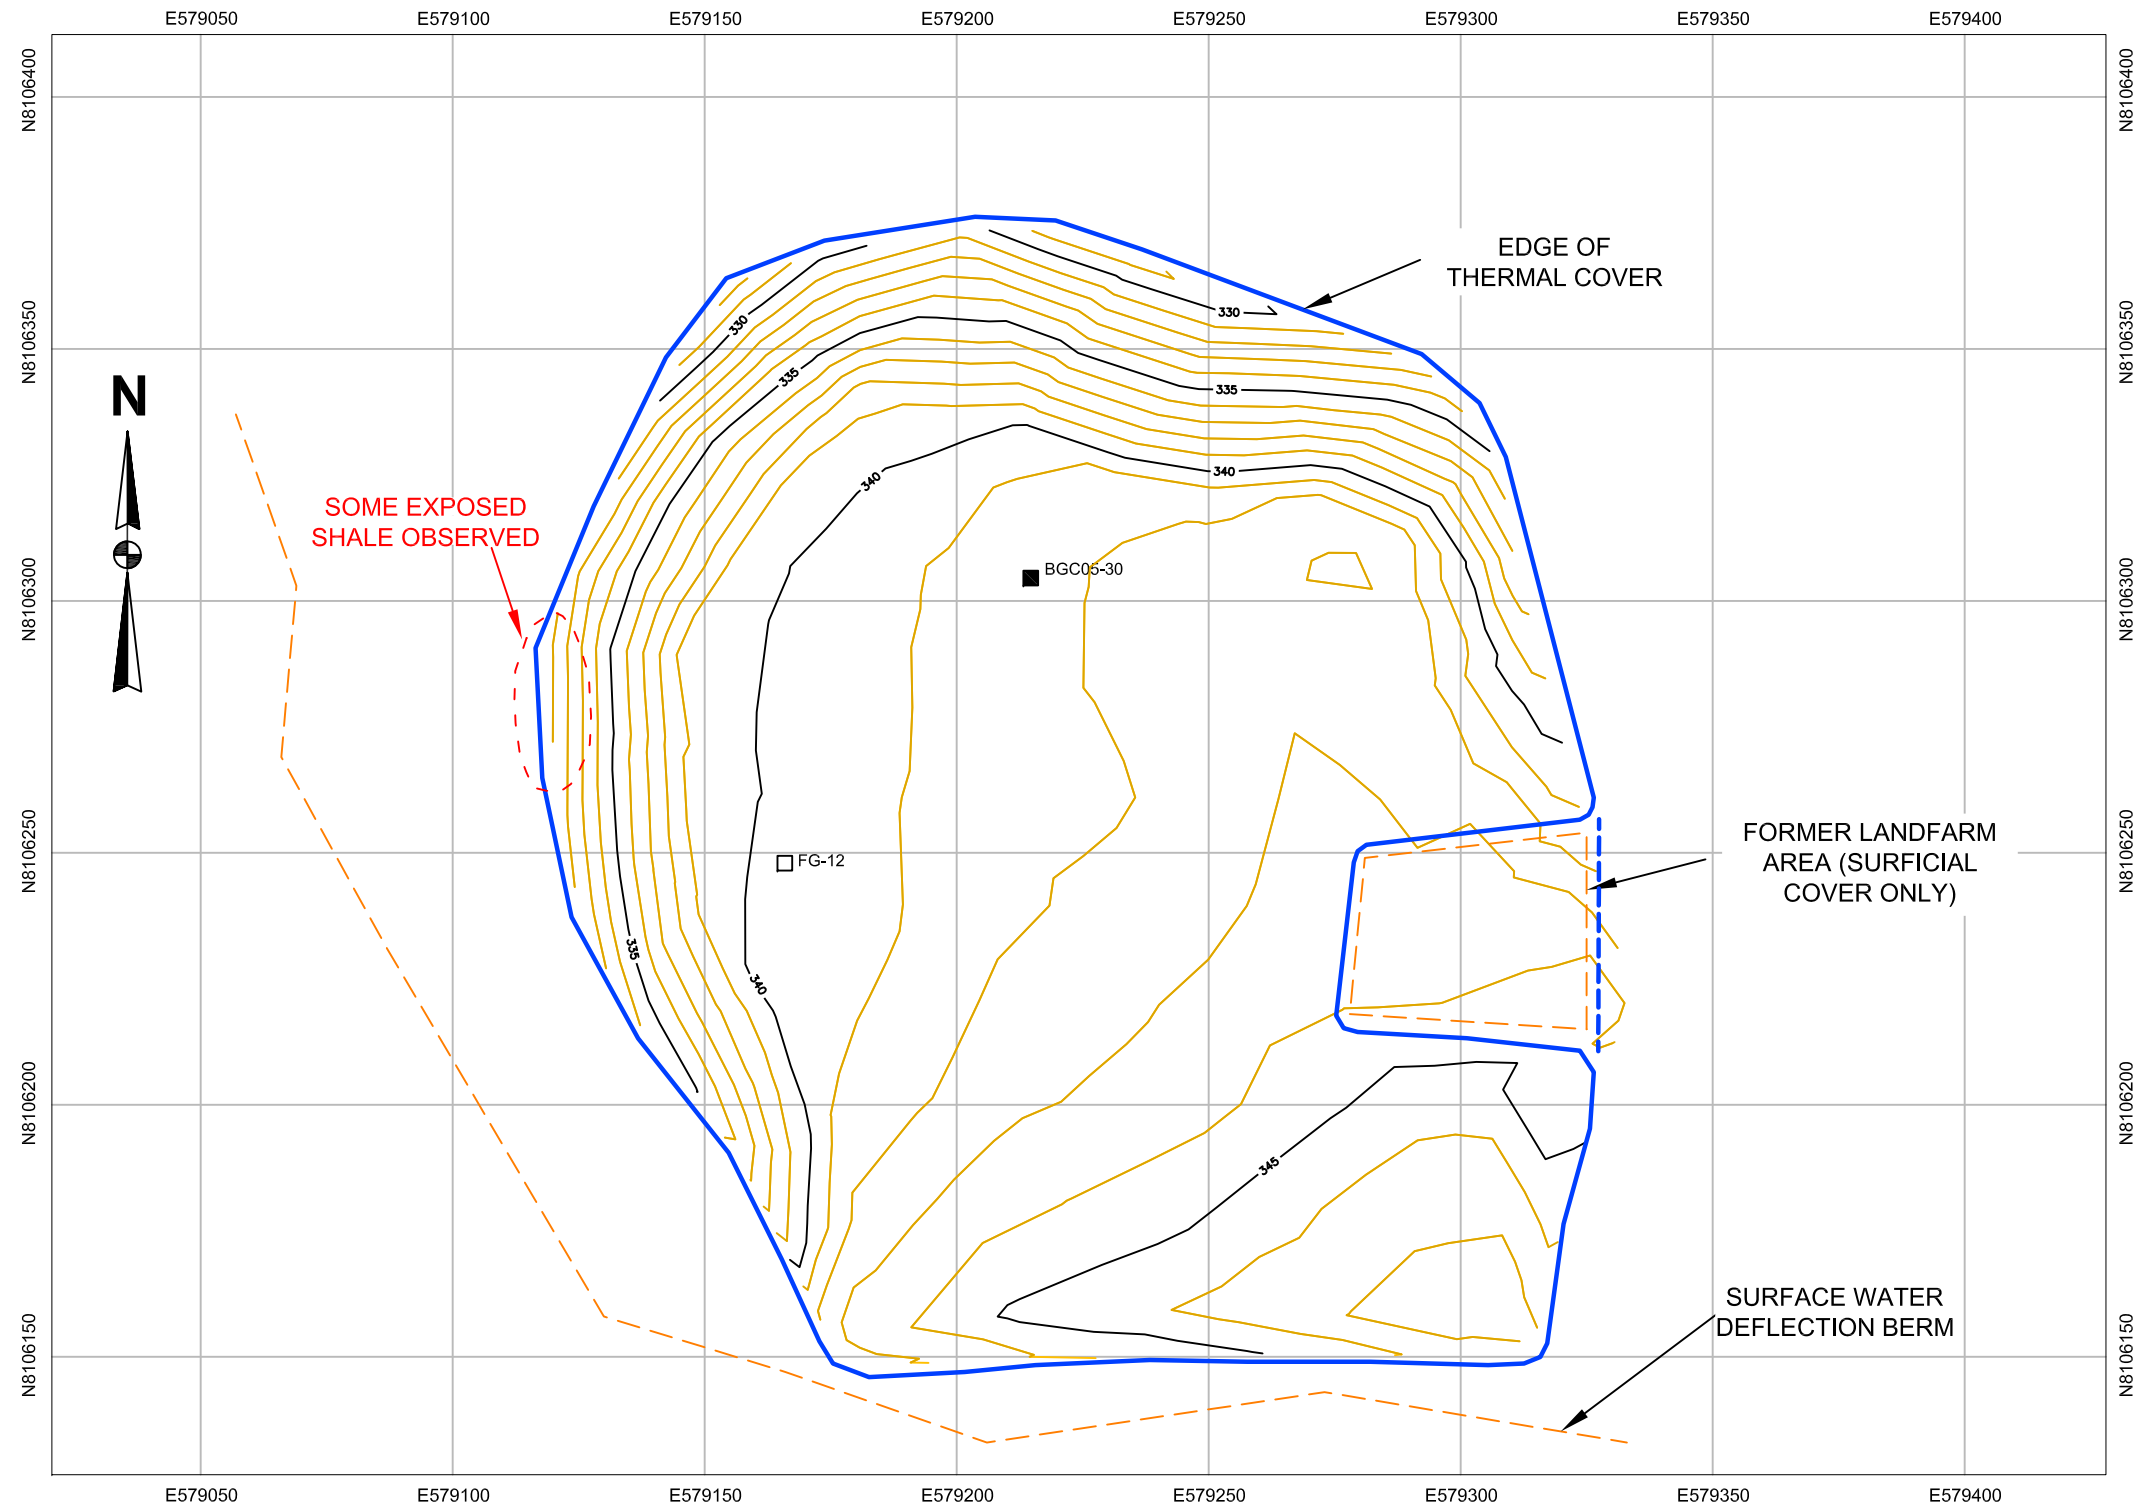 E579050 E579100 E579150 E579200 E579250 E579300 E579350 E579400
N8106400
N8106400
EDGE OF
THERMAL COVER
330
330
N8106350
N8106350
335
335
N
340
340
SOME EXPOSED
SHALE OBSERVED
BGC05-30
N8106300
N8106300
FORMER LANDFARM
AREA (SURFICIAL
COVER ONLY)
FG-12
N8106250
N8106250
335
340
N8106200
N8106200
345
SURFACE WATER
DEFLECTION BERM
N8106150
N8106150
E579050 E579100 E579150 E579200 E579250 E579300 E579350 E579400